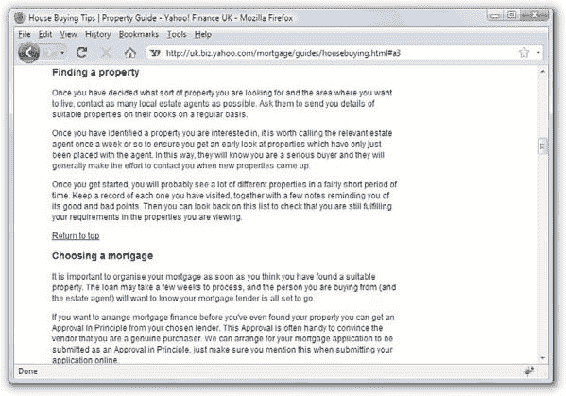 House Buying Tips | Property Guide - Yahoo! Finance UK - Mozilla Firefox
File Edit View History Bookmarks Tools Help
http://uk.biz.yahoo.com/mortgage/guides/housebuying.html#a3
Finding a property
Once you have decided what sort of property you are looking for and the area where you want
to live, contact as many local estate agents as possible. Ask them to send you details of
suitable properties on their books on a regular basis.
Once you have identified a property you are interested in, it is worth calling the relevant estate
agent once a week or so to ensure you get an early look at properties which have only just
been placed with the agent. In this way, they will know you are a serious buyer and they will
generally make the effort to contact you when new properties come up.
Once you get started, you will probably see a lot of different properties in a fairly short period of
time. Keep a record of each one you have visited, together with a few notes reminding you of
its good and bad points. Then you can look back on this list to check that you are still fulfilling
your requirements in the properties you are viewing.
Return to top
Choosing a mortgage
It is important to organise your mortgage as soon as you think you have found a suitable
property. The loan may take a few weeks to process, and the person you are buying from (and
the estate agent) will want to know your mortgage lender is all set to go.
If you want to arrange mortgage finance before you've even found your property you can get an
Approval In Principle from your chosen lender. This Approval is often handy to convince the
vendor that you are a genuine purchaser. We can arrange for your mortgage application to be
submitted as an Approval in Principle, just make sure you mention this when submitting your
application online.
Done